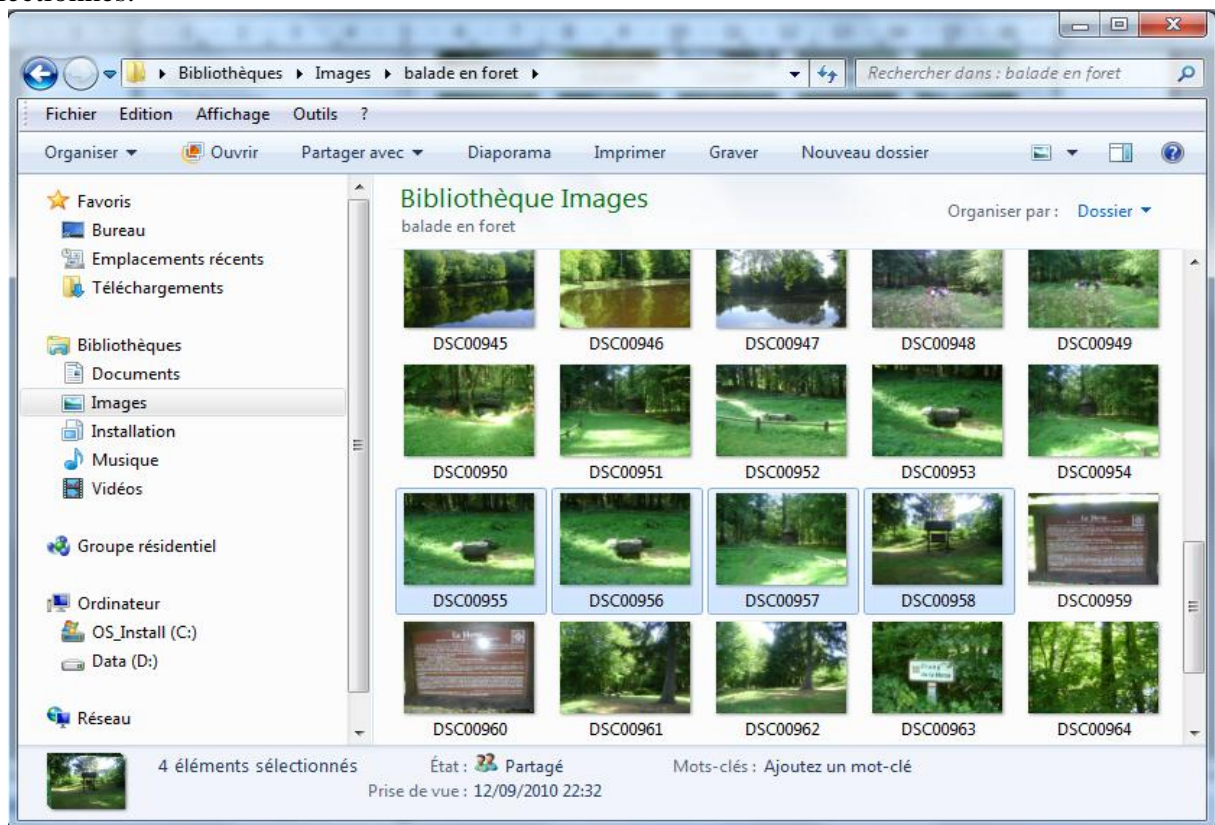 ectionnés.
Bibliothèques Images balade en foret
Rechercher dans : balade en foret
Fichier Edition Affichage Outils ?
Organiser Ouvrir Partager avec Diaporama Imprimer Graver Nouveau dossier
Favoris
Bureau
Emplacements récents
Téléchargements
Bibliothèques
Documents
Images
Installation
Musique
Vidéos
Groupe résidentiel
Ordinateur
OS_Install (C:)
Data (D:)
Réseau
Bibliothèque Images
balade en foret
Organiser par : Dossier
DSC00945 DSC00946 DSC00947 DSC00948 DSC00949
DSC00950 DSC00951 DSC00952 DSC00953 DSC00954
DSC00955 DSC00956 DSC00957 DSC00958 DSC00959
DSC00960 DSC00961 DSC00962 DSC00963 DSC00964
4 éléments sélectionnés État : Partagé Mots-clés : Ajoutez un mot-clé
Prise de vue : 12/09/2010 22:32